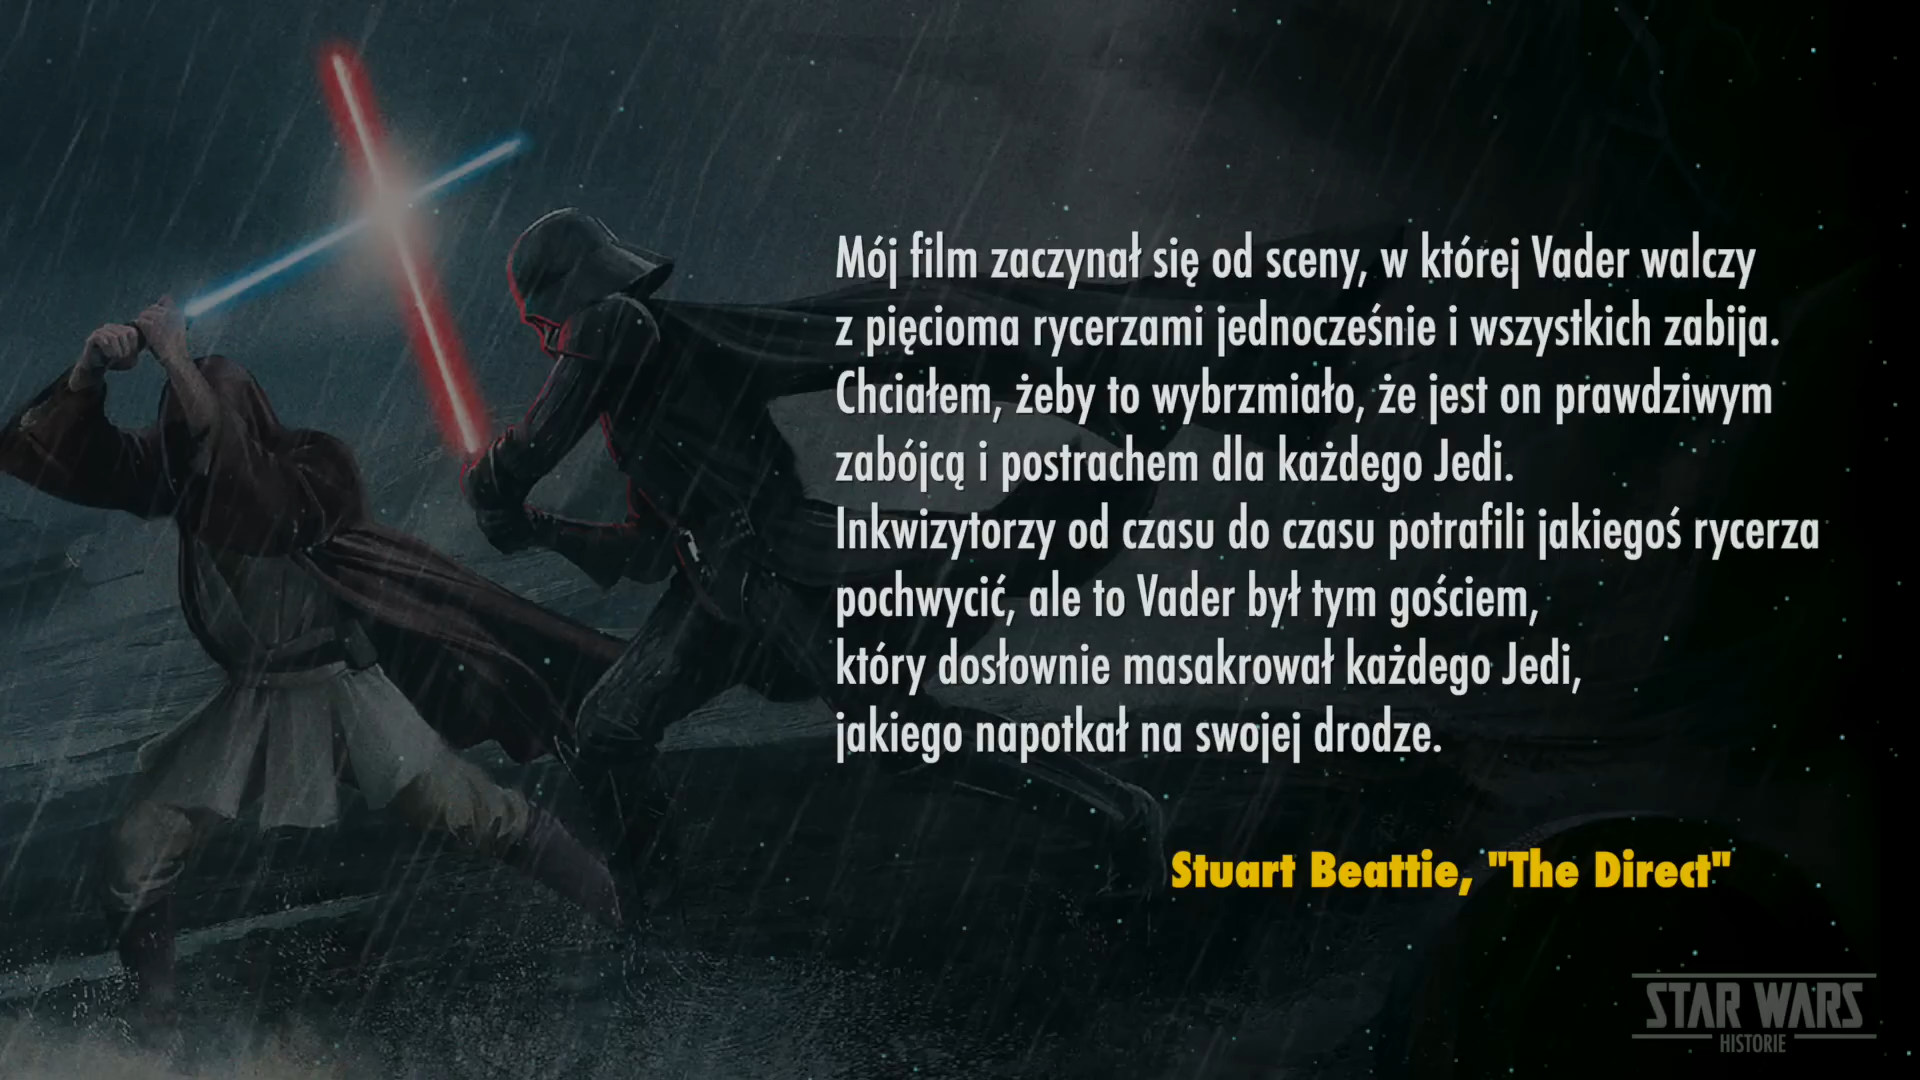 Mój film zaczynał się od sceny, w której Vader walczy
z pięcioma rycerzami jednocześnie i wszystkich zabija.
Chciałem, żeby to wybrzmiało, że jest on prawdziwym
zabójcą i postrachem dla każdego Jedi.
Inkwizytorzy od czasu do czasu potrafili jakiegoś rycerza
pochwycić, ale to Vader był tym gościem,
który dosłownie masakrował każdego Jedi,
jakiego napotkał na swojej drodze.
Stuart Beattie, "The Direct"
STAR WARS
HISTORIE